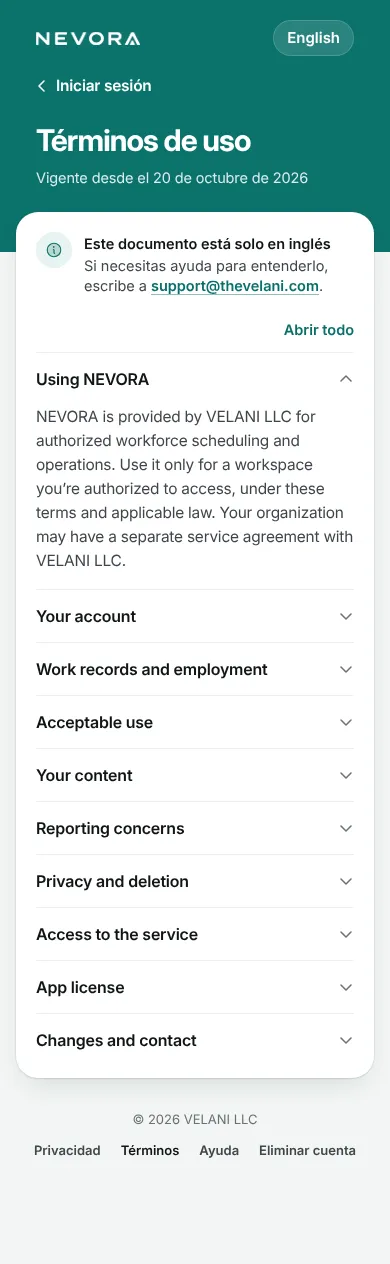 NEVORA
English
Iniciar sesión
Términos de uso
Vigente desde el 20 de octubre de 2026
Este documento está solo en inglés
Si necesitas ayuda para entenderlo,
escribe a support@thevelani.com.
Abrir todo
Using NEVORA
NEVORA is provided by VELANI LLC for
authorized workforce scheduling and
operations. Use it only for a workspace
you’re authorized to access, under these
terms and applicable law. Your organization
may have a separate service agreement with
VELANI LLC.
Your account
Work records and employment
Acceptable use
Your content
Reporting concerns
Privacy and deletion
Access to the service
App license
Changes and contact
© 2026 VELANI LLC
Privacidad Términos Ayuda Eliminar cuenta